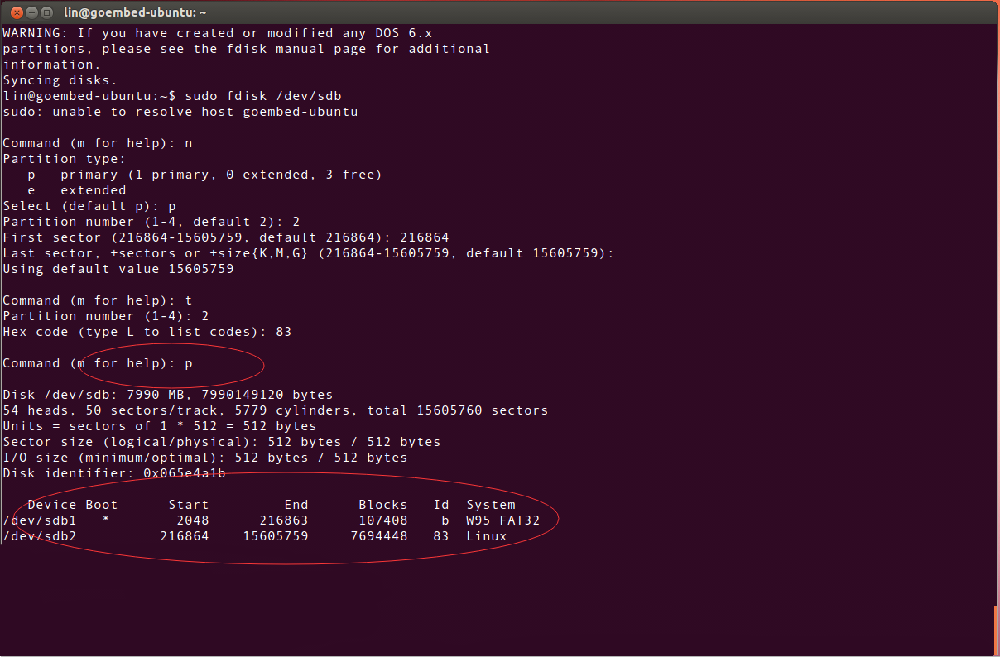 lin@goembed-ubuntu: ~
WARNING: If you have created or modified any DOS 6.x
partitions, please see the fdisk manual page for additional
information.
Syncing disks.
lin@goembed-ubuntu:~$ sudo fdisk /dev/sdb
sudo: unable to resolve host goembed-ubuntu

Command (m for help): n
Partition type:
   p   primary (1 primary, 0 extended, 3 free)
   e   extended
Select (default p): p
Partition number (1-4, default 2): 2
First sector (216864-15605759, default 216864): 216864
Last sector, +sectors or +size{K,M,G} (216864-15605759, default 15605759):
Using default value 15605759

Command (m for help): t
Partition number (1-4): 2
Hex code (type L to list codes): 83

Command (m for help): p

Disk /dev/sdb: 7990 MB, 7990149120 bytes
54 heads, 50 sectors/track, 5779 cylinders, total 15605760 sectors
Units = sectors of 1 * 512 = 512 bytes
Sector size (logical/physical): 512 bytes / 512 bytes
I/O size (minimum/optimal): 512 bytes / 512 bytes
Disk identifier: 0x065e4a1b

   Device Boot      Start         End      Blocks   Id  System
/dev/sdb1   *        2048      216863      107408    b  W95 FAT32
/dev/sdb2          216864    15605759     7694448   83  Linux